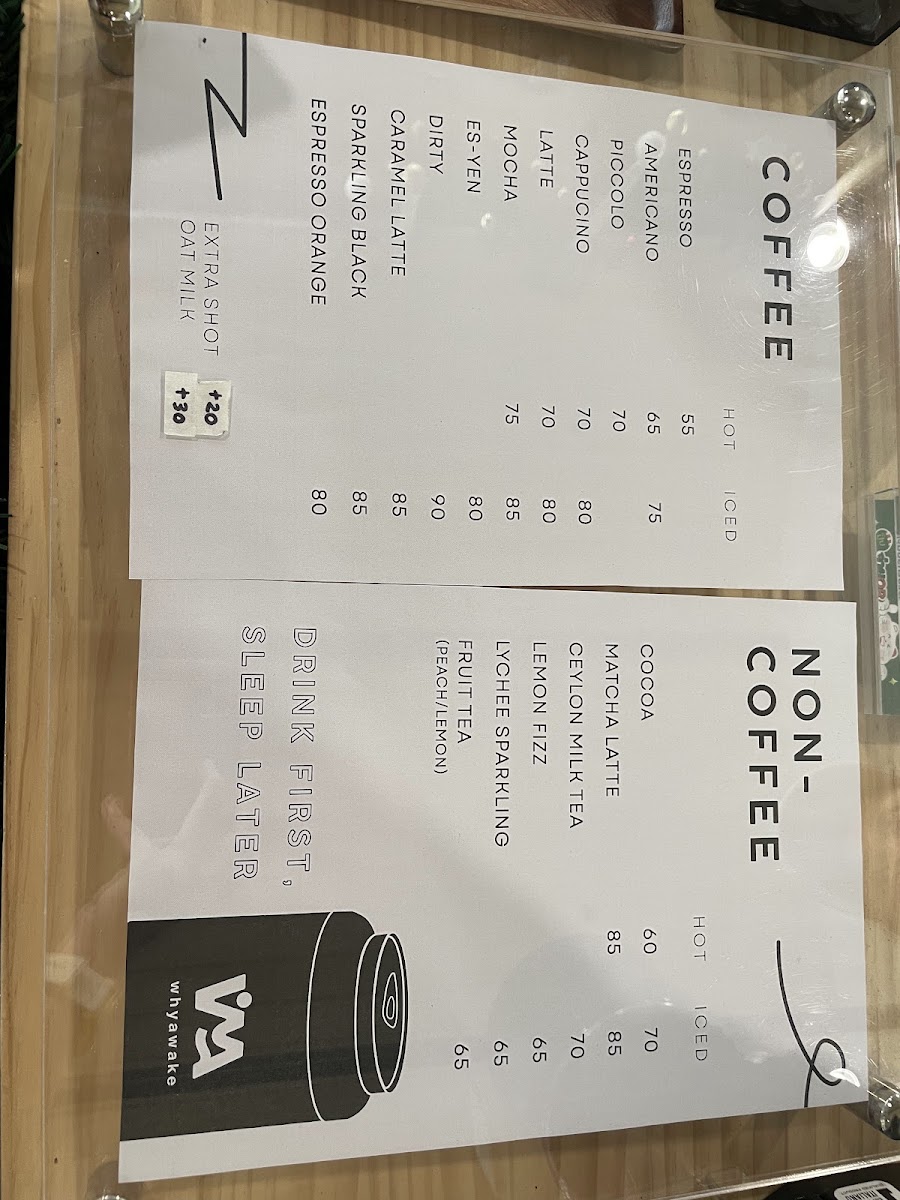 COFFEE
HOT ICED
ESPRESSO 55
AMERICANO 65 75
PICCOLO 70
CAPPUCINO 70 80
LATTE 70 80
MOCHA 75 85
ES-YEN 80
DIRTY 90
CARAMEL LATTE 85
SPARKLING BLACK 85
ESPRESSO ORANGE 80
EXTRA SHOT +20
OAT MILK +30
NON-
COFFEE
HOT ICED
COCOA 60 70
MATCHA LATTE 85 85
CEYLON MILK TEA 70
LEMON FIZZ 65
LYCHEE SPARKLING 65
FRUIT TEA 65
(PEACH/LEMON)
DRINK FIRST,
SLEEP LATER
whyawake